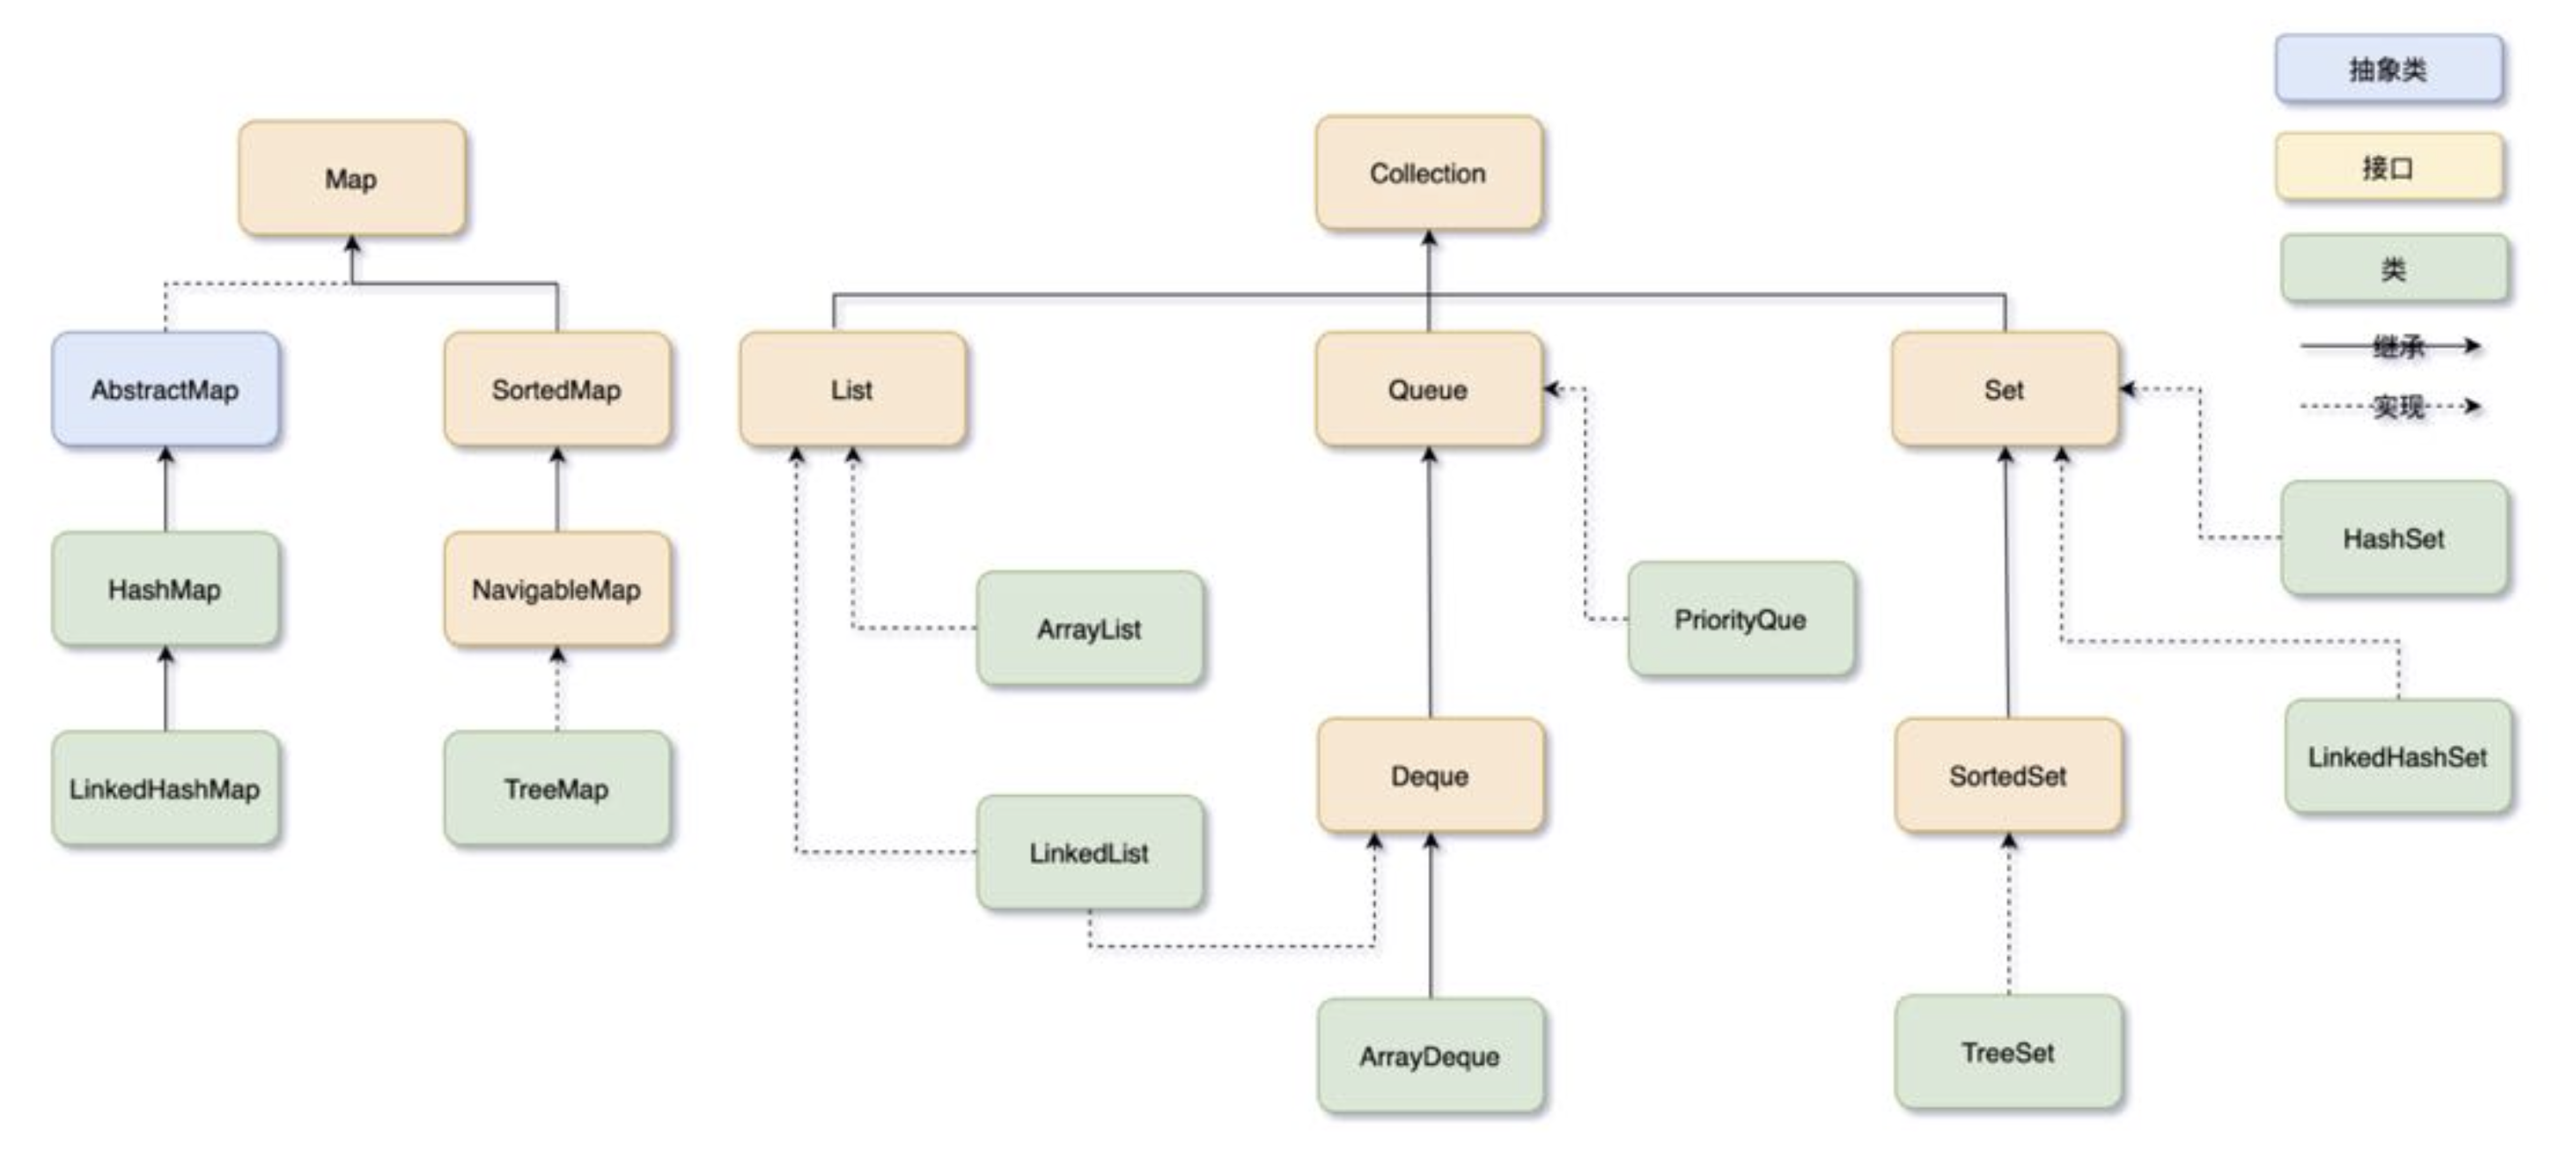 抽象类
接口
类
继承
实现
Map
Collection
AbstractMap
SortedMap
List
Queue
Set
HashMap
NavigableMap
ArrayList
PriorityQue
HashSet
LinkedHashMap
TreeMap
LinkedList
Deque
SortedSet
LinkedHashSet
ArrayDeque
TreeSet